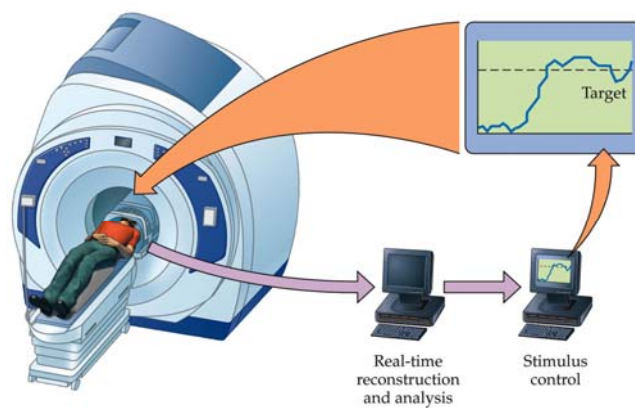 Target
Real-time
reconstruction
and analysis
Stimulus
control